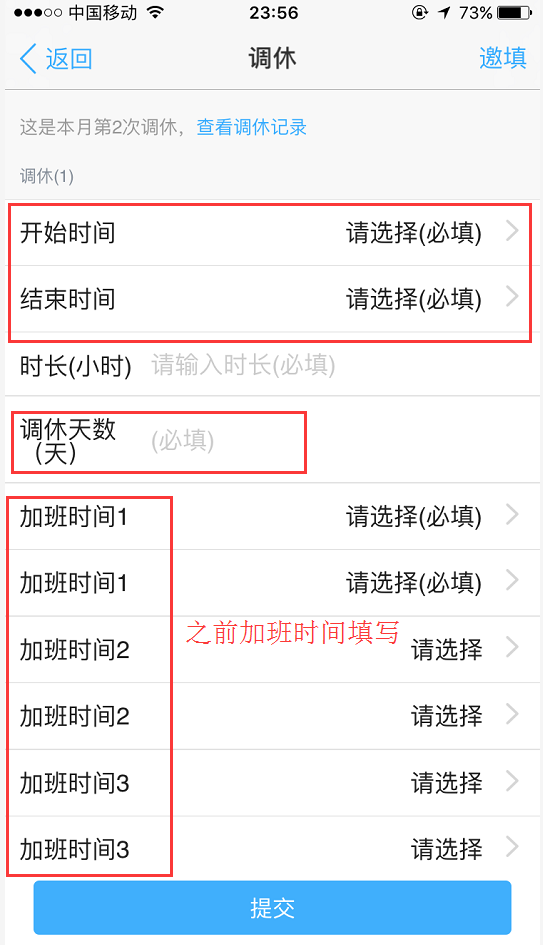 中国移动 23:56 73%
返回 调休 邀填
这是本月第2次调休，查看调休记录
调休(1)
开始时间 请选择(必填)
结束时间 请选择(必填)
时长(小时) 请输入时长(必填)
调休天数
（天） (必填)
加班时间1 请选择(必填)
加班时间1 请选择(必填)
之前加班时间填写
加班时间2 请选择
加班时间2 请选择
加班时间3 请选择
加班时间3 请选择
提交